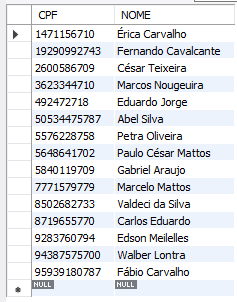 CPF NOME
1471156710 Érica Carvalho
19290992743 Fernando Cavalcante
2600586709 César Teixeira
3623344710 Marcos Nougeuira
492472718 Eduardo Jorge
50534475787 Abel Silva
5576228758 Petra Oliveira
5648641702 Paulo César Mattos
5840119709 Gabriel Araujo
7771579779 Marcelo Mattos
8502682733 Valdeci da Silva
8719655770 Carlos Eduardo
9283760794 Edson Meilelles
94387575700 Walber Lontra
95939180787 Fábio Carvalho
NULL NULL